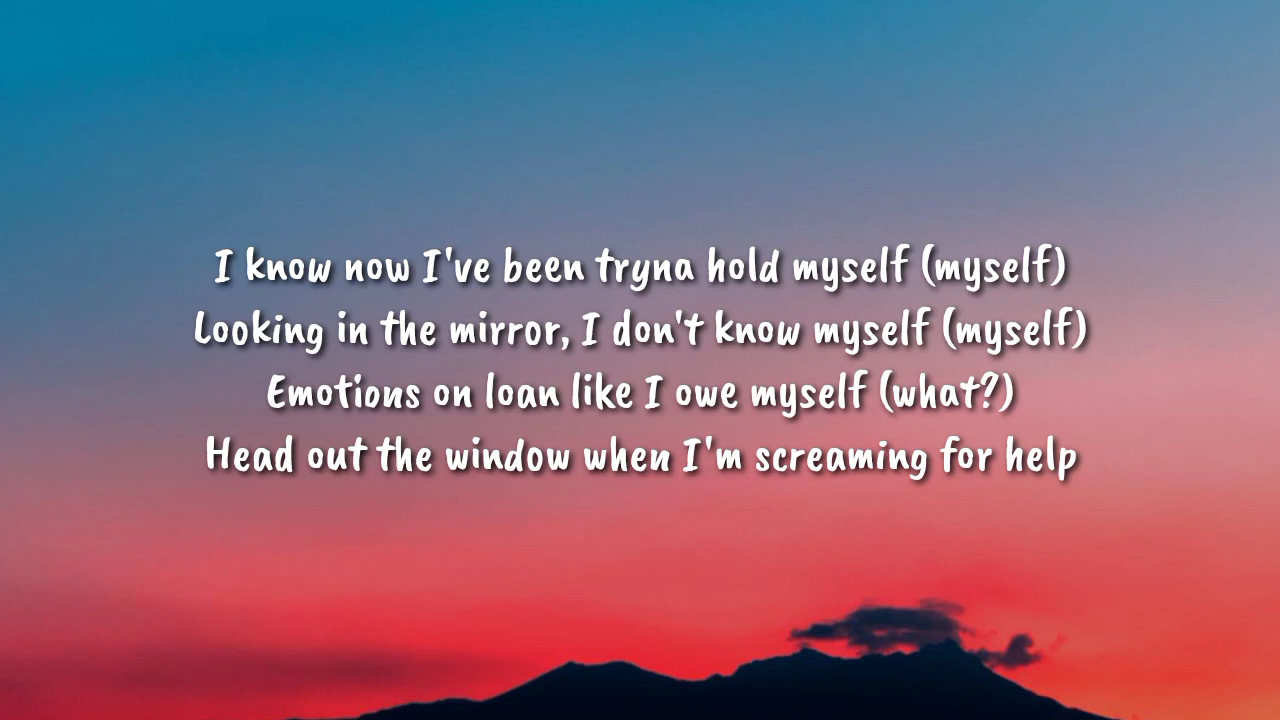 I know now I've been tryna hold myself (myself)
Looking in the mirror, I don't know myself (myself)
Emotions on loan like I owe myself (what?)
Head out the window when I'm screaming for help